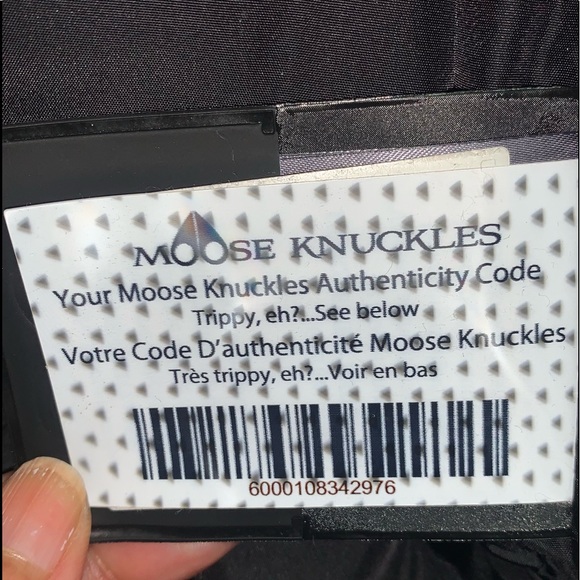 MOOSE KNUCKLES
Your Moose Knuckles Authenticity Code
Trippy, eh?...See below
Votre Code D'authenticité Moose Knuckles
Très trippy, eh?...Voir en bas
6000108342976